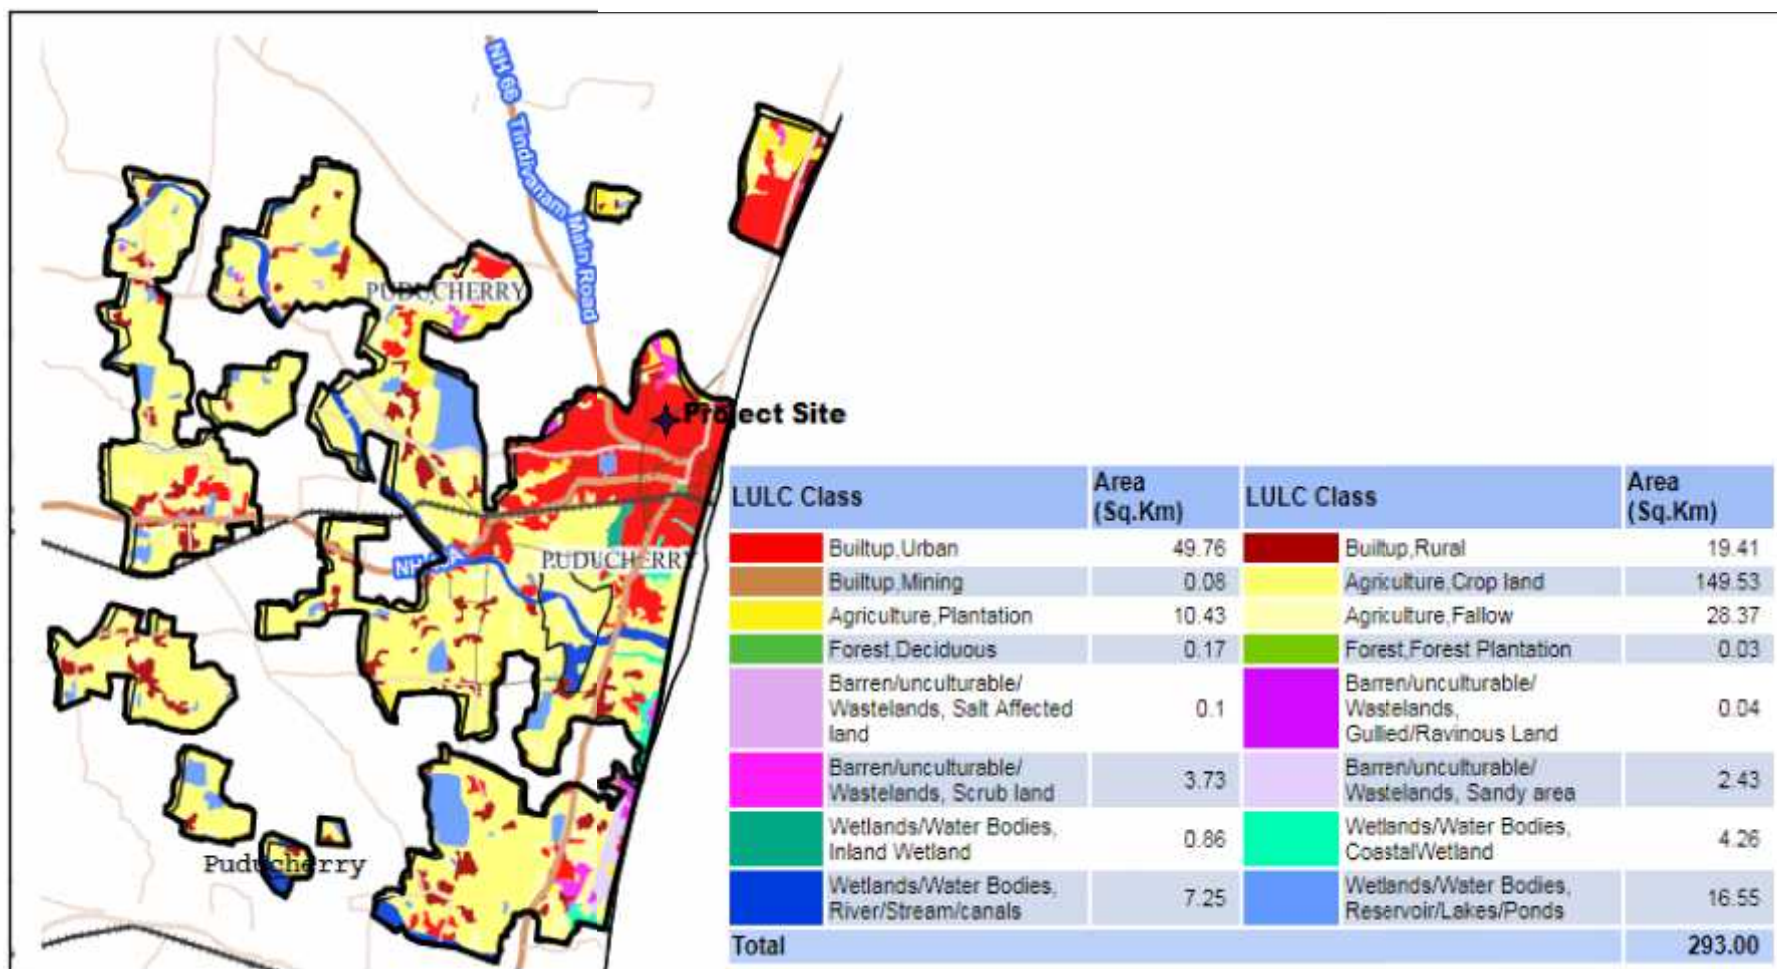 NH 66 Tindivanam Main Road
PUDUCHERRY
Project Site
PUDUCHERRY
Puducherry
LULC Class Area (Sq.Km) LULC Class Area (Sq.Km)
Builtup,Urban 49.76 Builtup,Rural 19.41
Builtup,Mining 0.08 Agriculture,Crop land 149.53
Agriculture,Plantation 10.43 Agriculture,Fallow 28.37
Forest,Deciduous 0.17 Forest,Forest Plantation 0.03
Barren/unculturable/
Wastelands, Salt Affected
land
0.1
Barren/unculturable/
Wastelands,
Gullied/Ravinous Land
0.04
Barren/unculturable/
Wastelands, Scrub land
3.73
Barren/unculturable/
Wastelands, Sandy area
2.43
Wetlands/Water Bodies,
Inland Wetland
0.86
Wetlands/Water Bodies,
CoastalWetland
4.26
Wetlands/Water Bodies,
River/Stream/canals
7.25
Wetlands/Water Bodies,
Reservoir/Lakes/Ponds
16.55
Total 293.00